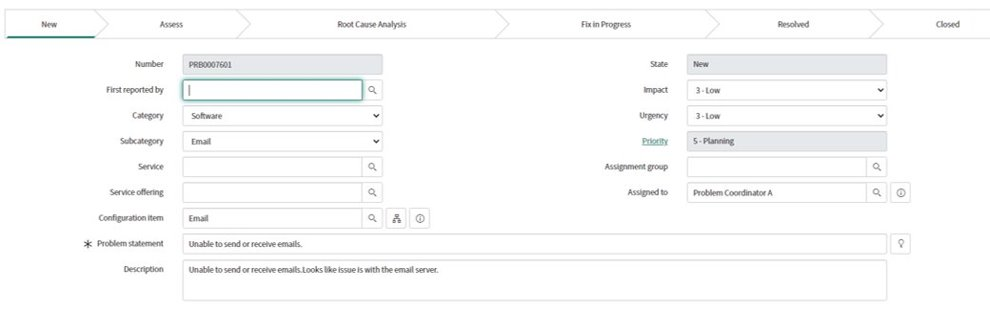 New Assess Root Cause Analysis Fix in Progress Resolved Closed
Number PRB0007601 State New
First reported by Impact 3 - Low
Category Software Urgency 3 - Low
Subcategory Email Priority 5 - Planning
Service Assignment group
Service offering Assigned to Problem Coordinator A
Configuration item Email
Problem statement Unable to send or receive emails.
Description Unable to send or receive emails.Looks like issue is with the email server.